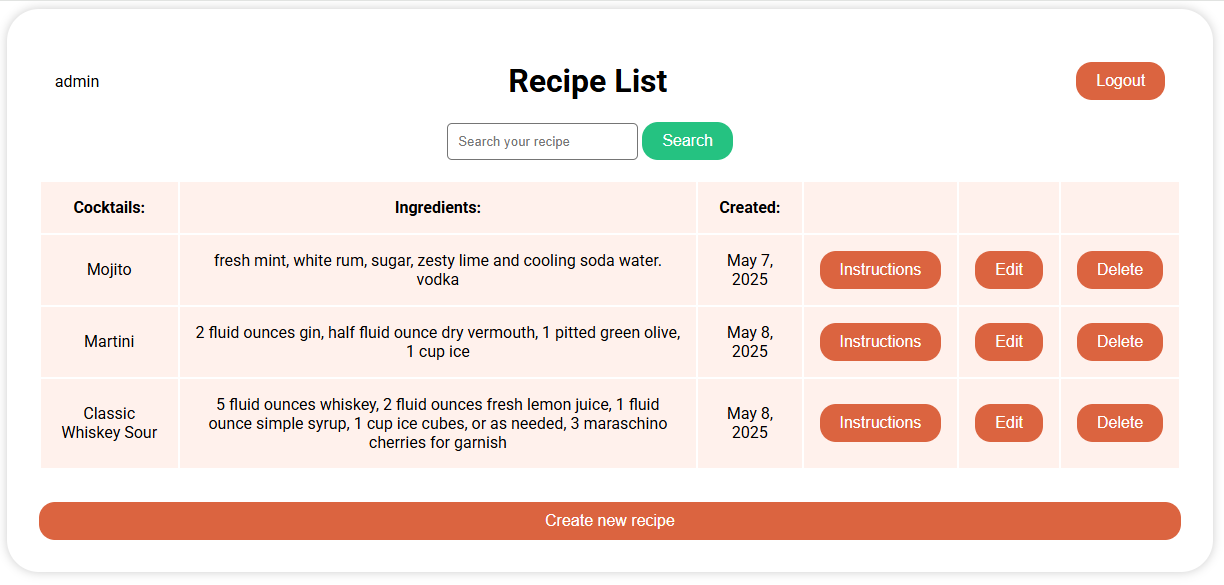 admin
Recipe List
Logout
Search your recipe
Search
Cocktails:
Ingredients:
Created:
Mojito
fresh mint, white rum, sugar, zesty lime and cooling soda water.
vodka
May 7,
2025
Instructions
Edit
Delete
Martini
2 fluid ounces gin, half fluid ounce dry vermouth, 1 pitted green olive,
1 cup ice
May 8,
2025
Instructions
Edit
Delete
Classic
Whiskey Sour
5 fluid ounces whiskey, 2 fluid ounces fresh lemon juice, 1 fluid
ounce simple syrup, 1 cup ice cubes, or as needed, 3 maraschino
cherries for garnish
May 8,
2025
Instructions
Edit
Delete
Create new recipe